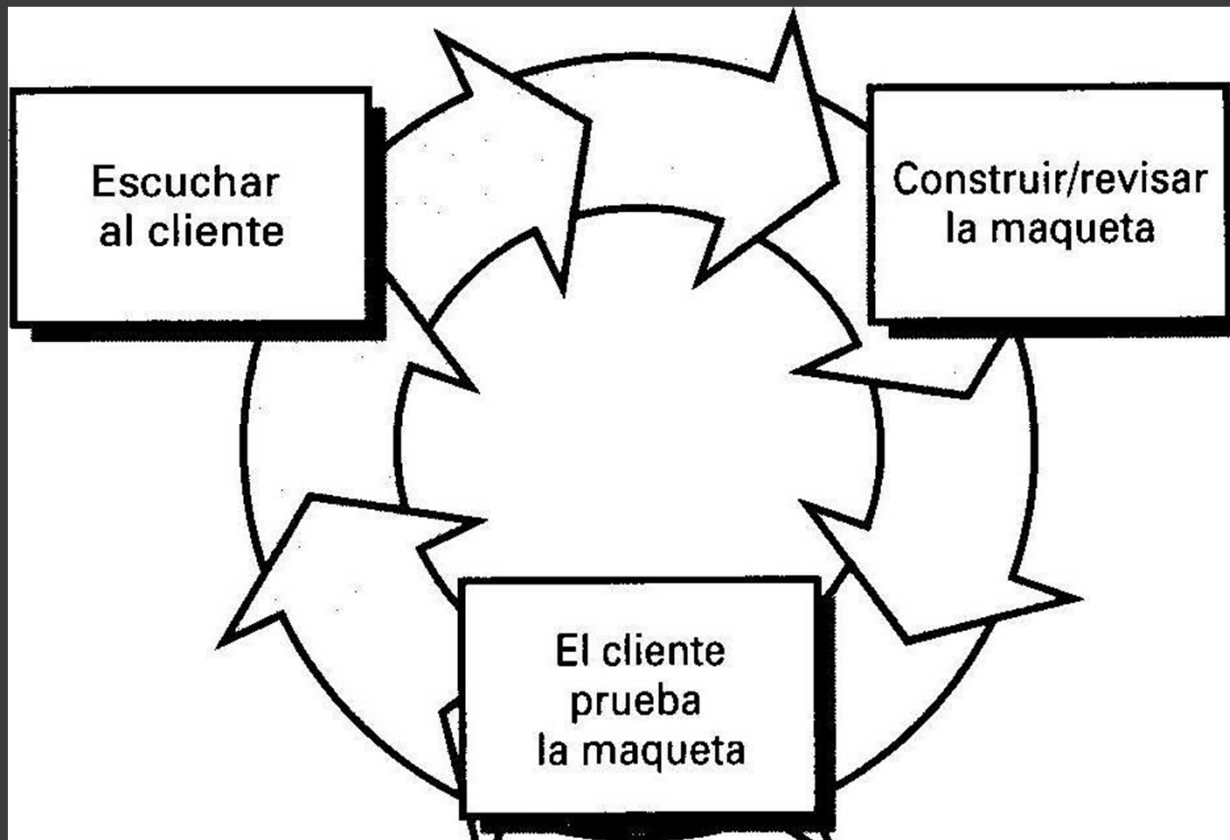 Escuchar
al cliente
Construir/revisar
la maqueta
El cliente
prueba
la maqueta